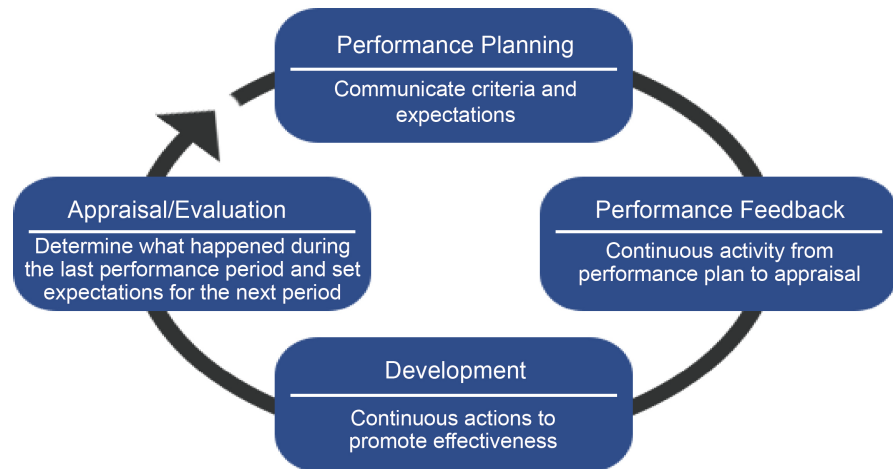 Performance Planning
Communicate criteria and
expectations
Performance Feedback
Continuous activity from
performance plan to appraisal
Development
Continuous actions to
promote effectiveness
Appraisal/Evaluation
Determine what happened during
the last performance period and set
expectations for the next period